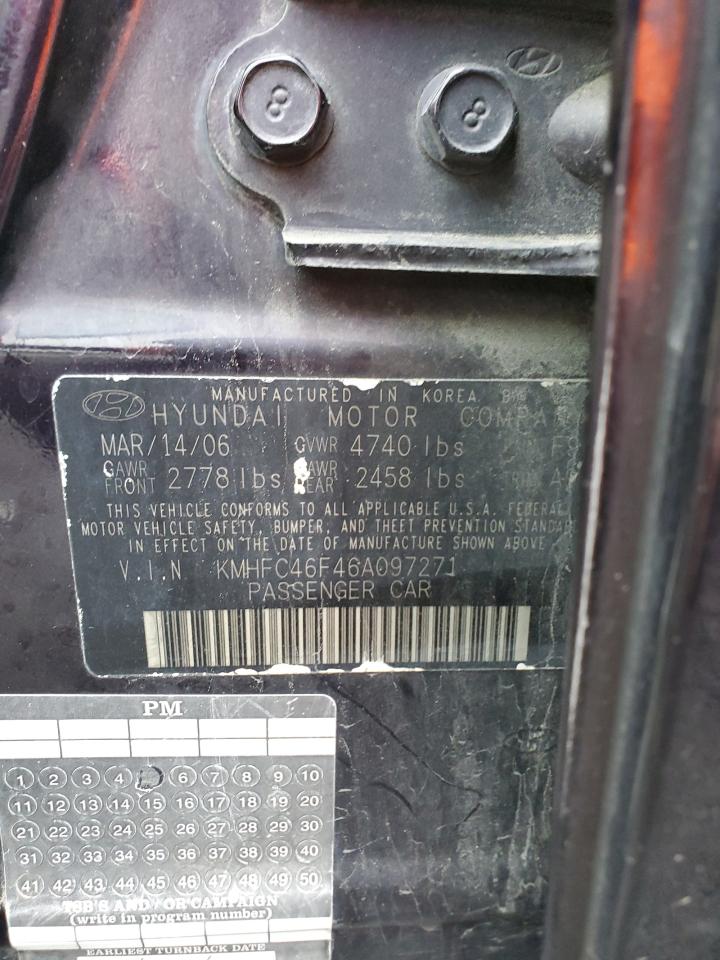 8 8
MANUFACTURED IN KOREA
HYUNDAI MOTOR
MAR/14/06 GVWR 4740 lbs
GAWR FRONT 2778 lbs GAWR REAR 2458 lbs
THIS VEHICLE CONFORMS TO ALL APPLICABLE U.S.A. FEDERAL
MOTOR VEHICLE SAFETY, BUMPER, AND THEFT PREVENTION
IN EFFECT ON THE DATE OF MANUFACTURE SHOWN ABOVE
V.I.N KMHFC46F46A097271
PASSENGER CAR
PM
1 2 3 4 6 7 8 9 10
11 12 13 14 15 16 17 18 19 20
21 22 23 24 25 26 27 28 29 30
31 32 33 34 35 36 37 38 39 40
41 42 43 44 45 46 47 48 49 50
TSB'S AND/OR CAMPAIGN
(write in program number)
EARLIEST TURNBACK DATE